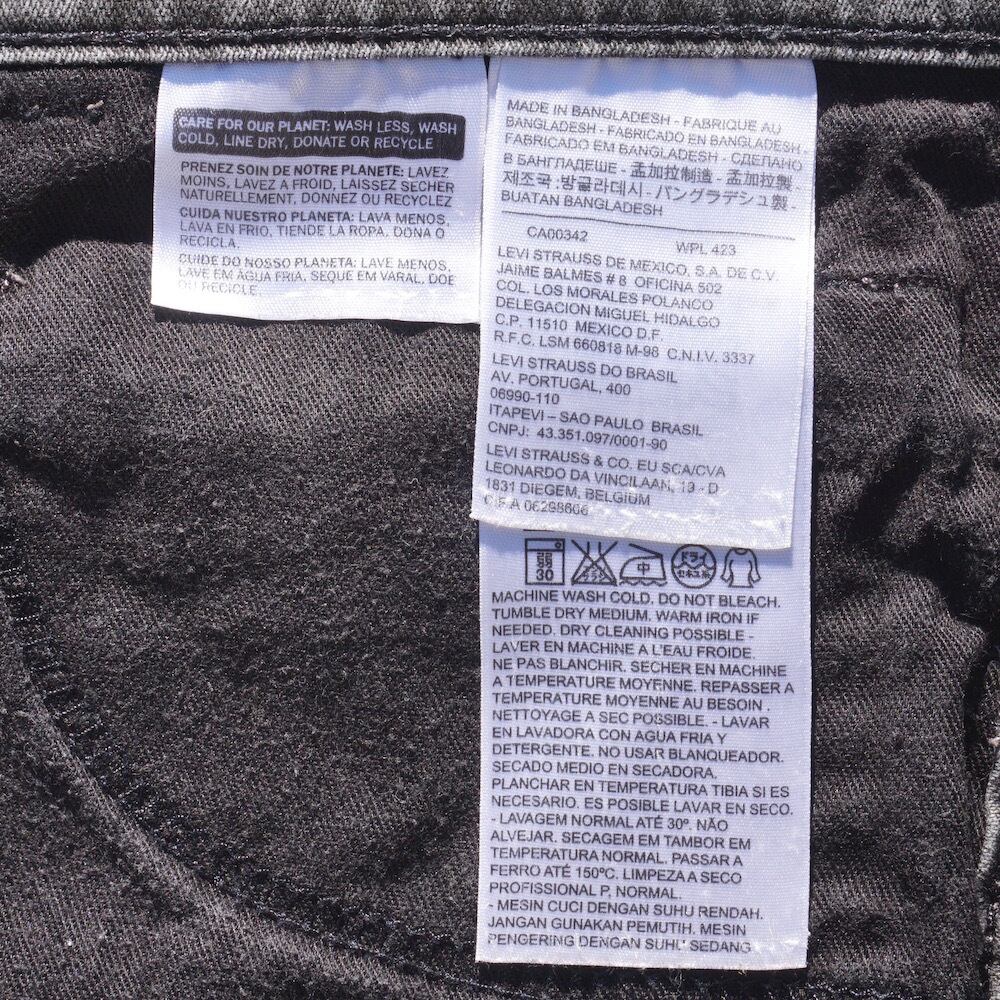 CARE FOR OUR PLANET: WASH LESS, WASH
COLD, LINE DRY, DONATE OR RECYCLE
PRENEZ SOIN DE NOTRE PLANETE: LAVEZ
MOINS, LAVEZ A FROID, LAISSEZ SECHER
NATURELLEMENT, DONNEZ OU RECYCLEZ
CUIDA NUESTRO PLANETA: LAVA MENOS,
LAVA EN FRIO, TIENDE LA ROPA, DONA O
RECICLA.
CUIDE DO NOSSO PLANETA: LAVE MENOS,
LAVE EM ÁGUA FRIA, SEQUE EM VARAL, DOE
OU RECICLE.
MADE IN BANGLADESH - FABRIQUE AU
BANGLADESH - FABRICADO EN BANGLADESH -
FABRICADO EM BANGLADESH - СДЕЛАНО
В БАНГЛАДЕШЕ - 孟加拉制造 - 孟加拉製 -
제조국:방글라데시 - バングラデシュ製 -
BUATAN BANGLADESH
CA00342 WPL 423
LEVI STRAUSS DE MEXICO, S.A. DE C.V.
JAIME BALMES # 8 OFICINA 502
COL. LOS MORALES POLANCO
DELEGACION MIGUEL HIDALGO
C.P. 11510 MEXICO D.F.
R.F.C. LSM 660818 M-98 C.N.I.V. 3337
LEVI STRAUSS DO BRASIL
AV. PORTUGAL, 400
06990-110
ITAPEVI – SAO PAULO BRASIL
CNPJ: 43.351.097/0001-90
LEVI STRAUSS & CO. EU SCA/CVA
LEONARDO DA VINCILAAN, 19 - D
1831 DIEGEM, BELGIUM
CIF A 06298606
30 中 ドライ
セキユ系
MACHINE WASH COLD. DO NOT BLEACH.
TUMBLE DRY MEDIUM. WARM IRON IF
NEEDED. DRY CLEANING POSSIBLE -
LAVER EN MACHINE A L'EAU FROIDE.
NE PAS BLANCHIR. SECHER EN MACHINE
A TEMPERATURE MOYENNE. REPASSER A
TEMPERATURE MOYENNE AU BESOIN .
NETTOYAGE A SEC POSSIBLE. - LAVAR
EN LAVADORA CON AGUA FRIA Y
DETERGENTE. NO USAR BLANQUEADOR.
SECADO MEDIO EN SECADORA.
PLANCHAR EN TEMPERATURA TIBIA SI ES
NECESARIO. ES POSIBLE LAVAR EN SECO.
- LAVAGEM NORMAL ATÉ 30º. NÃO
ALVEJAR. SECAGEM EM TAMBOR EM
TEMPERATURA NORMAL. PASSAR A
FERRO ATÉ 150ºC. LIMPEZA A SECO
PROFISSIONAL P, NORMAL.
- MESIN CUCI DENGAN SUHU RENDAH.
JANGAN GUNAKAN PEMUTIH. MESIN
PENGERING DENGAN SUHU SEDANG